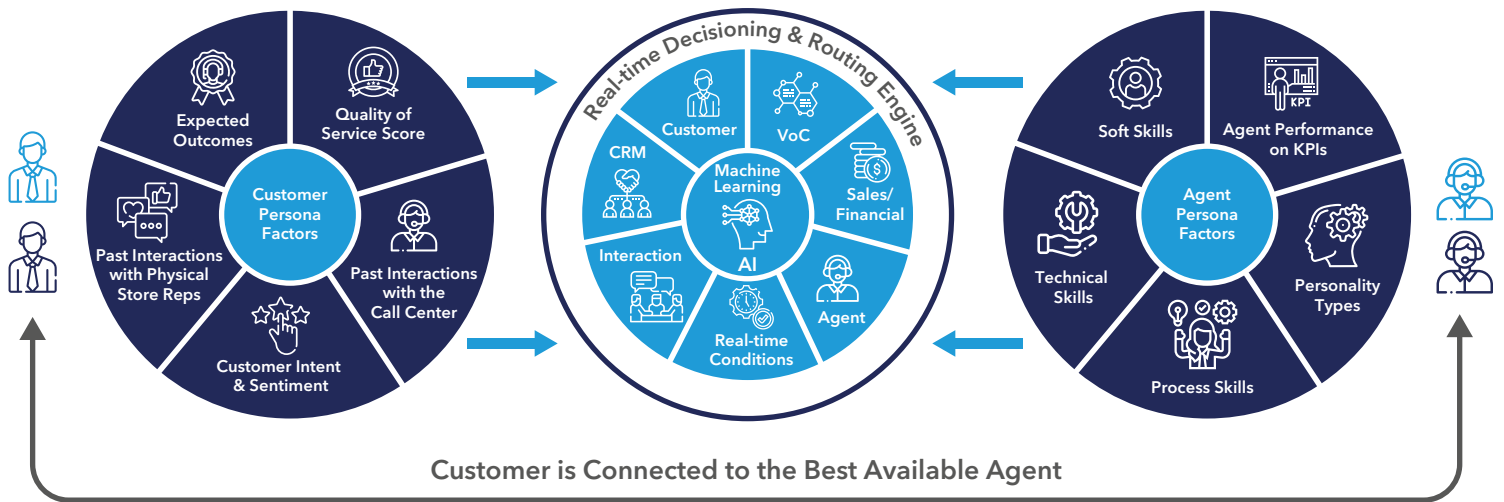 Expected
Outcomes
Quality of
Service Score
Past Interactions
with Physical
Store Reps
Customer
Persona
Factors
Past Interactions
with the
Call Center
Customer Intent
& Sentiment
Real-time Decisioning & Routing Engine
Customer
VoC
CRM
Sales/
Financial
Machine
Learning
AI
Interaction
Agent
Real-time
Conditions
Soft Skills
KPI
Agent Performance
on KPIs
Technical
Skills
Agent
Persona
Factors
Personality
Types
Process Skills
Customer is Connected to the Best Available Agent